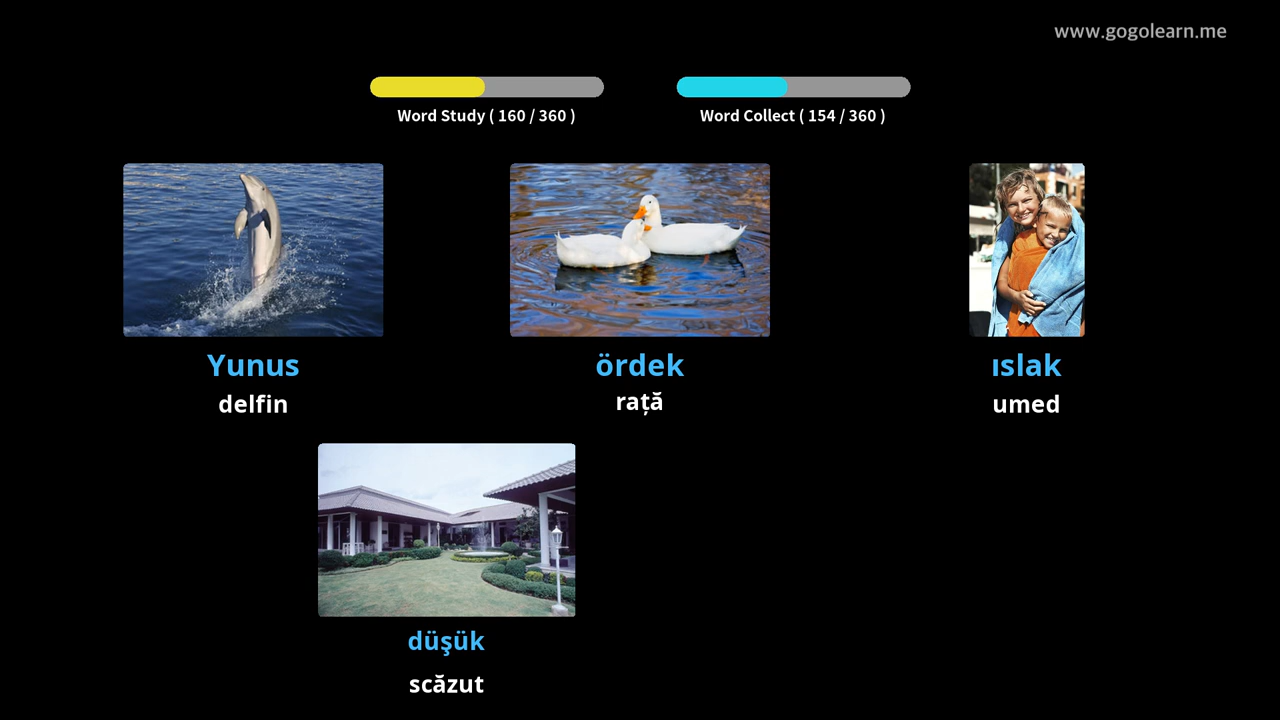 www.gogolearn.me
Word Study ( 160 / 360 )
Word Collect ( 154 / 360 )
Yunus
delfin
ördek
rață
ıslak
umed
düşük
scăzut